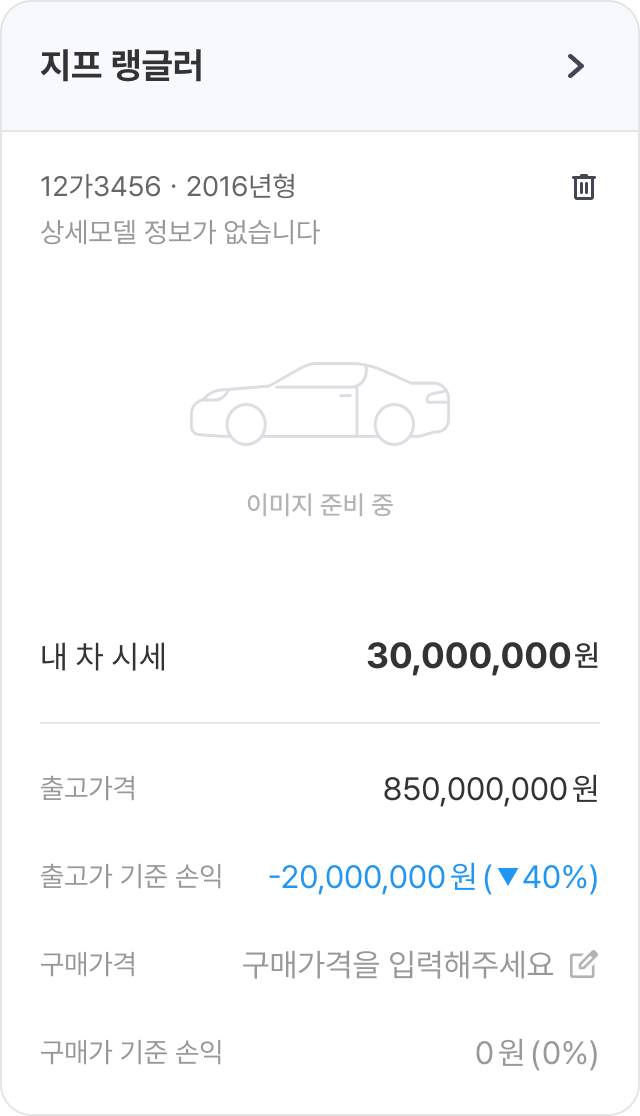 지프 랭글러
12가3456 · 2016년형
상세모델 정보가 없습니다
이미지 준비 중
내 차 시세 30,000,000원
출고가격 850,000,000원
출고가 기준 손익 -20,000,000원(▼40%)
구매가격 구매가격을 입력해주세요
구매가 기준 손익 0원(0%)